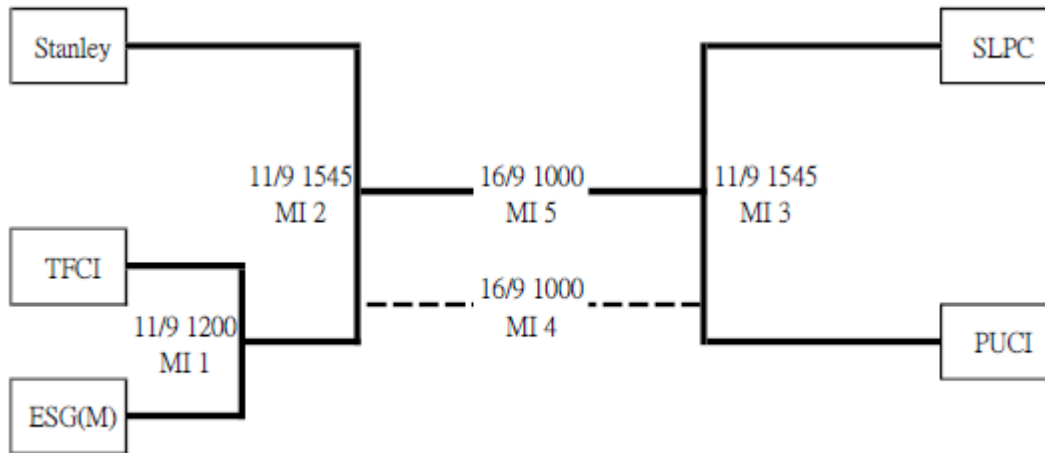 Stanley
SLPC
11/9 1545
MI 2
16/9 1000
MI 5
11/9 1545
MI 3
TFCI
16/9 1000
MI 4
11/9 1200
MI 1
PUCI
ESG(M)